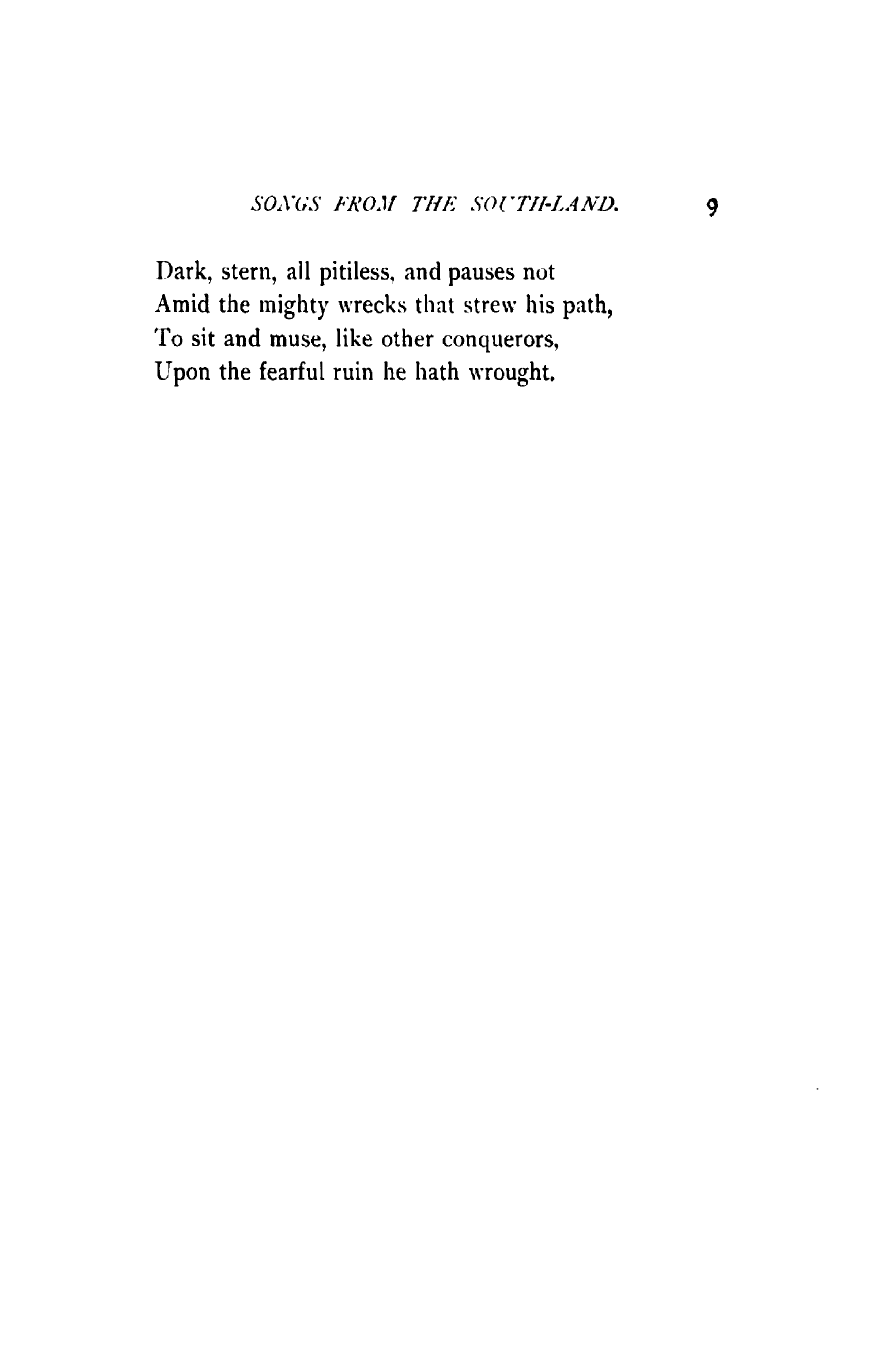 SONGS FROM THE SOUTH-LAND. 9
Dark, stern, all pitiless, and pauses not
Amid the mighty wrecks that strew his path,
To sit and muse, like other conquerors,
Upon the fearful ruin he hath wrought.